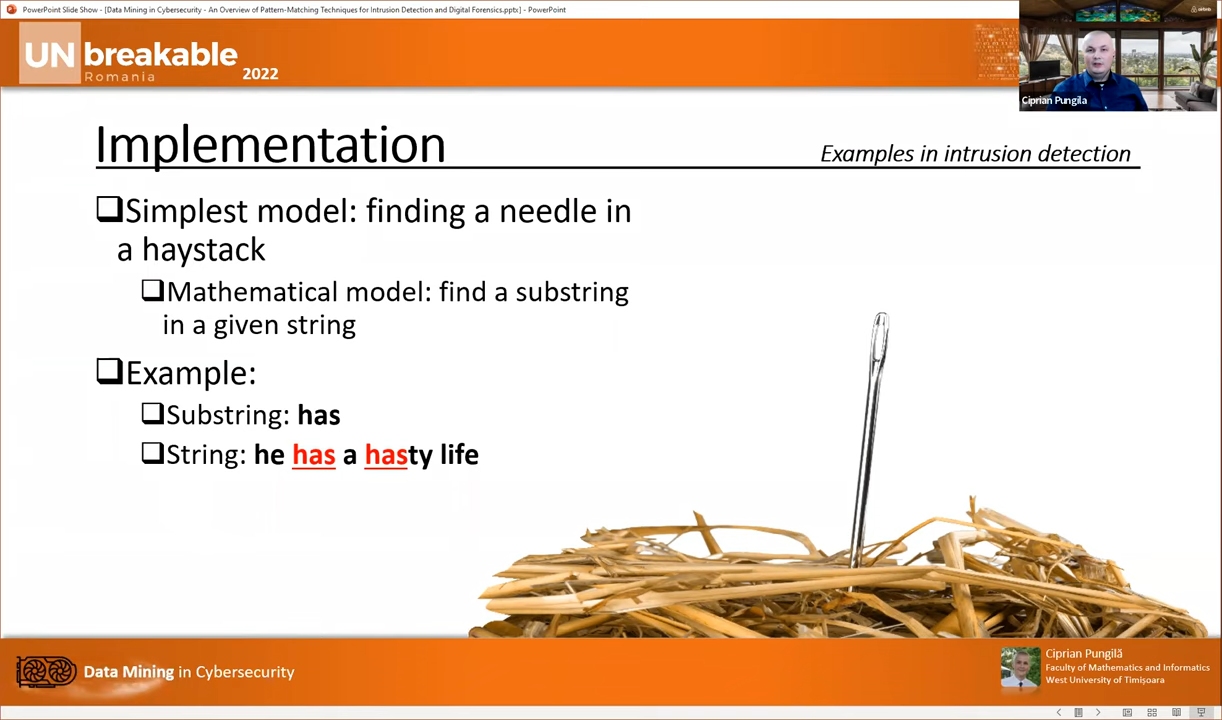 PowerPoint Slide Show - [Data Mining in Cybersecurity - An Overview of Pattern-Matching Techniques for Intrusion Detection and Digital Forensics.pptx] - PowerPoint
airbnb
UNbreakable
Romania
2022
Ciprian Pungila
Implementation
Examples in intrusion detection
Simplest model: finding a needle in
a haystack
Mathematical model: find a substring
in a given string
Example:
Substring: has
String: he has a hasty life
Data Mining in Cybersecurity
Ciprian Pungilă
Faculty of Mathematics and Informatics
West University of Timișoara